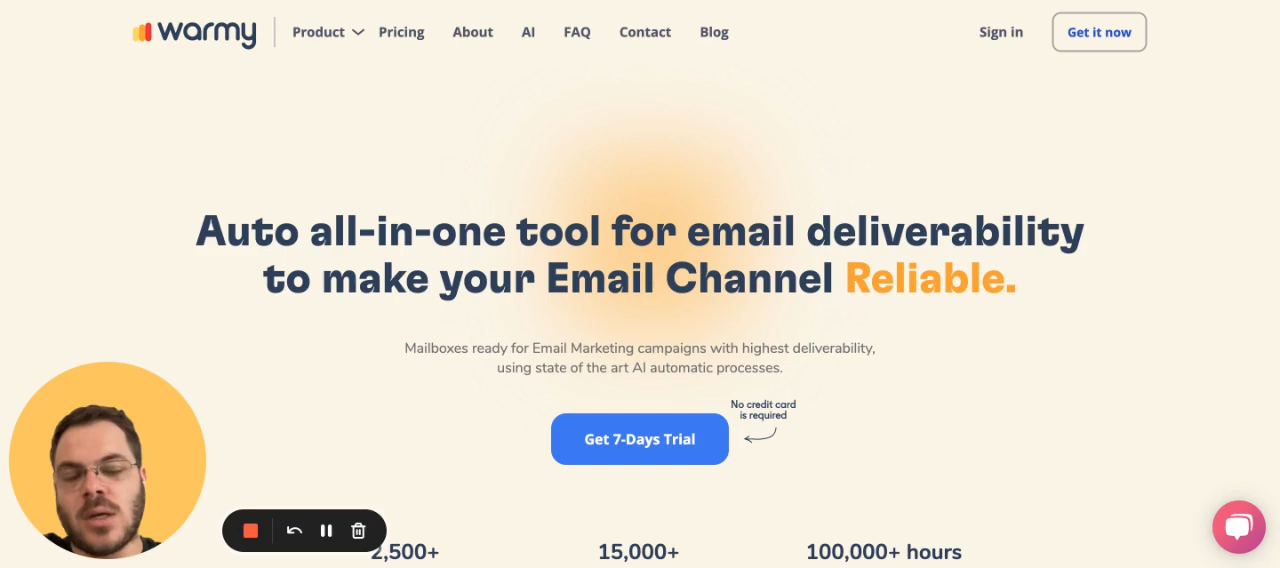 warmy
Product
Pricing
About
AI
FAQ
Contact
Blog
Sign in
Get it now
Auto all-in-one tool for email deliverability
to make your Email Channel Reliable.
Mailboxes ready for Email Marketing campaigns with highest deliverability,
using state of the art AI automatic processes.
Get 7-Days Trial
No credit card
is required
2,500+
15,000+
100,000+ hours